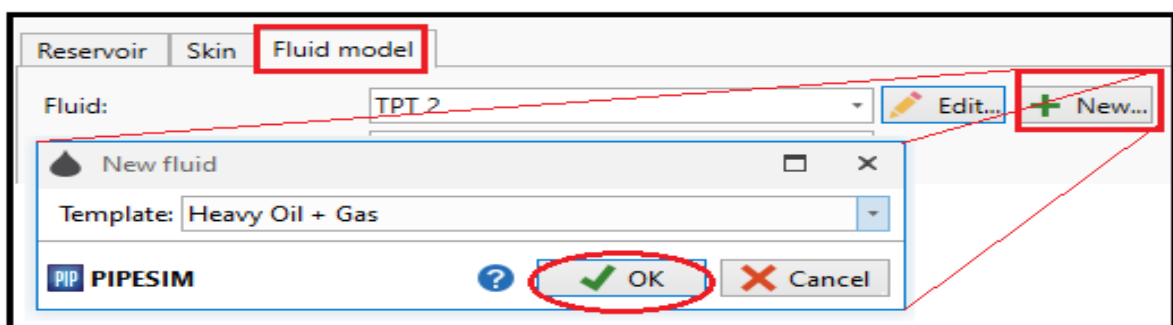 Reservoir Skin Fluid model
Fluid: TPT 2 Edit... New...
New fluid
Template: Heavy Oil + Gas
PIP PIPESIM ? OK Cancel